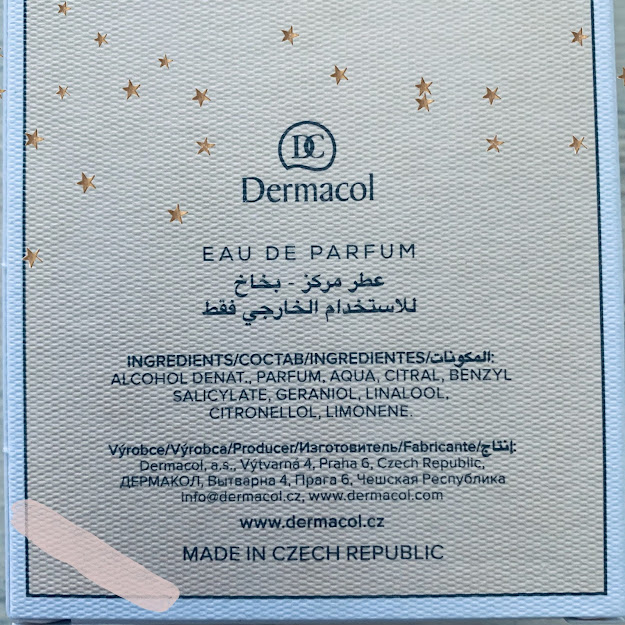 DC
Dermacol
EAU DE PARFUM
عطر مركز - بخاخ
للاستخدام الخارجي فقط
INGREDIENTS/СОСТАВ/INGREDIENTES/المكونات:
ALCOHOL DENAT., PARFUM, AQUA, CITRAL, BENZYL
SALICYLATE, GERANIOL, LINALOOL,
CITRONELLOL, LIMONENE.
Výrobce/Výrobca/Producer/Изготовитель/Fabricante/إنتاج:
Dermacol, a.s., Výtvarná 4, Praha 6, Czech Republic,
ДЕРМАКОЛ, Вытварна 4, Прага 6, Чешская Республика
info@dermacol.cz, www.dermacol.com
www.dermacol.cz
MADE IN CZECH REPUBLIC